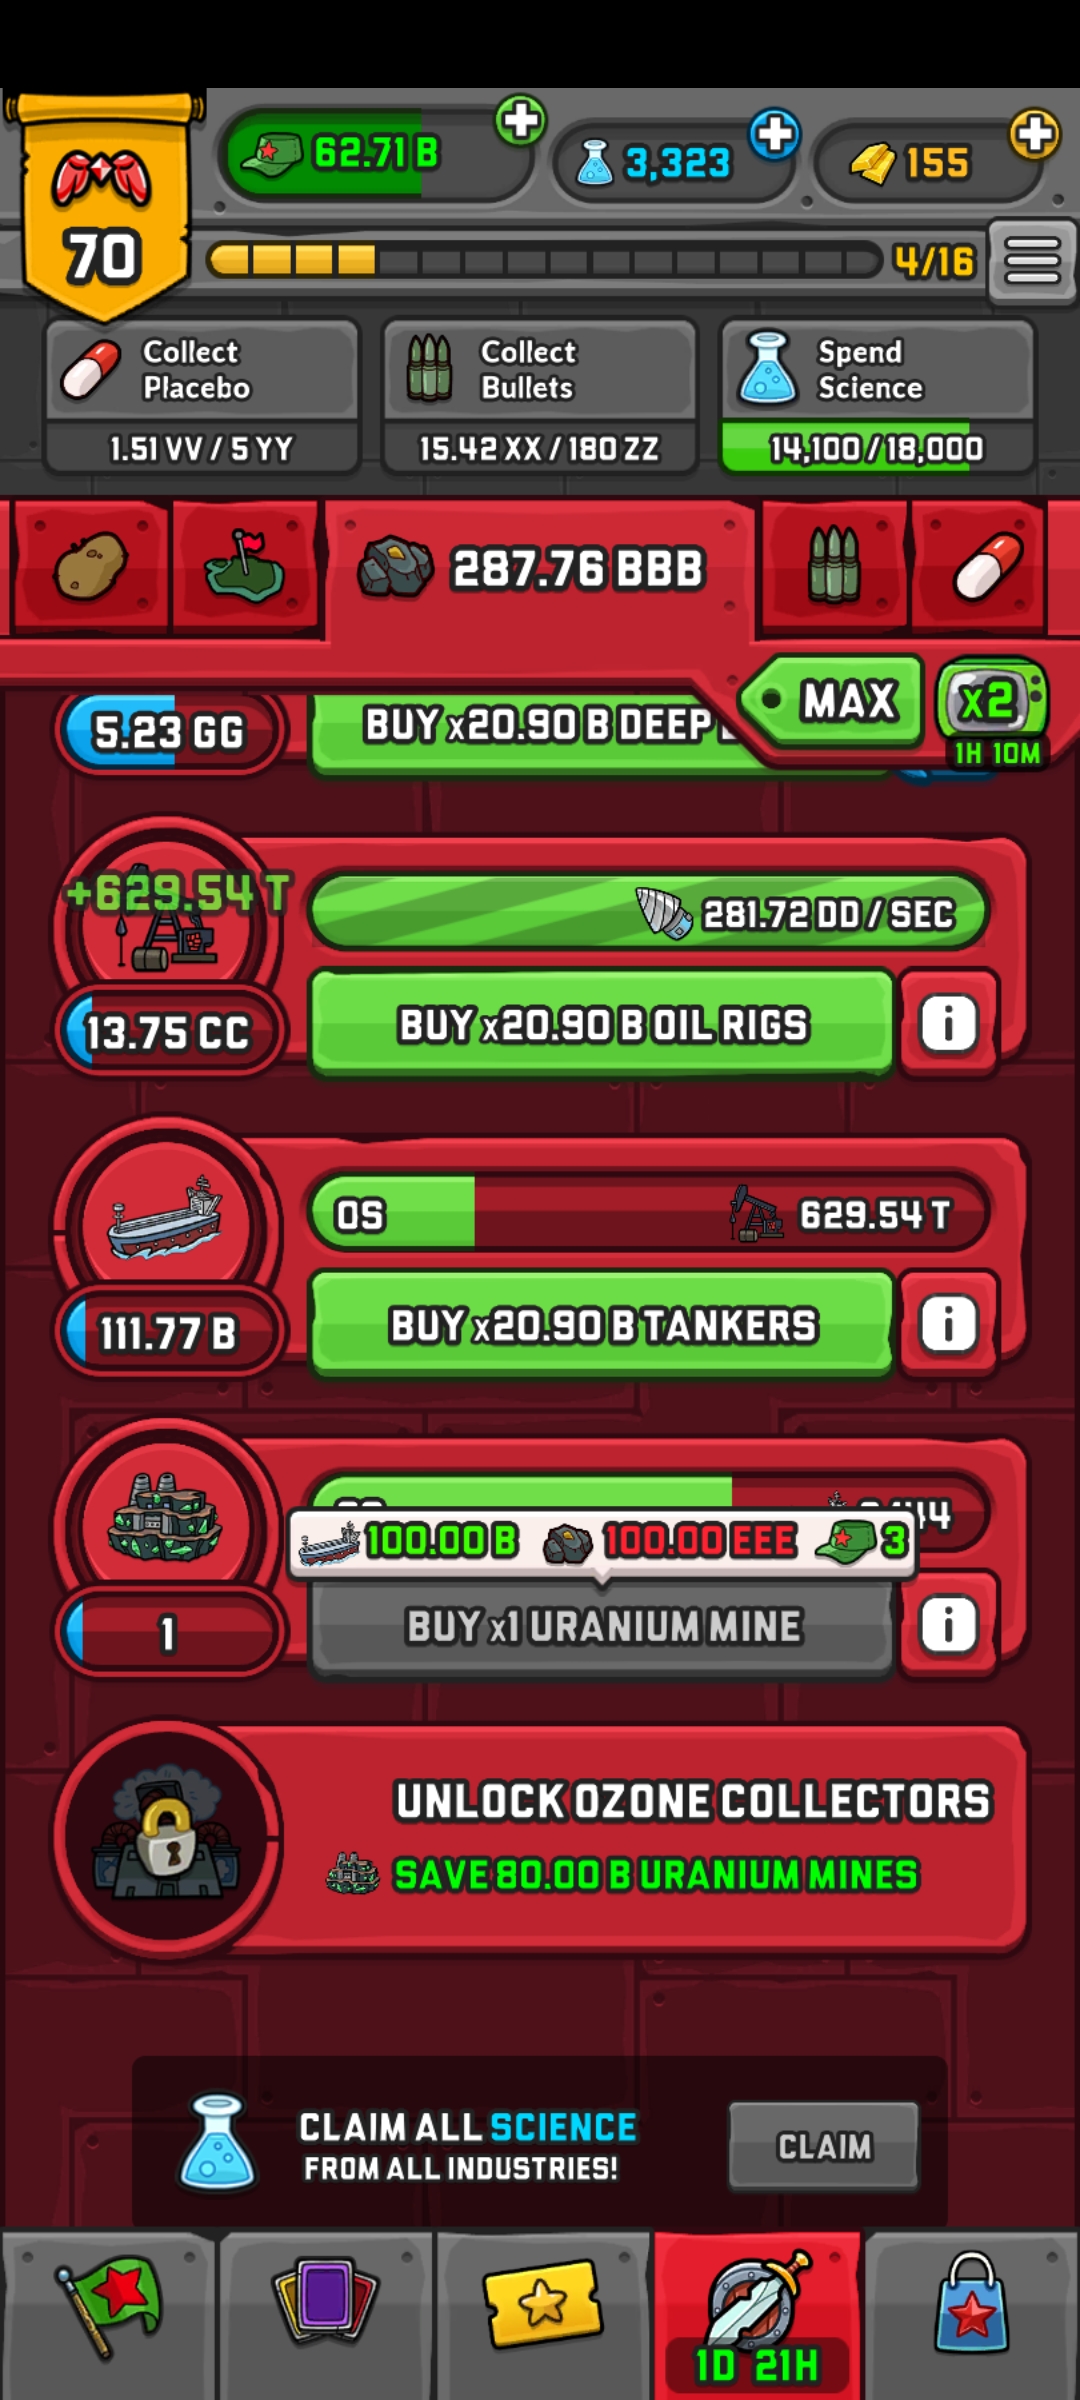 62.71 B
3,323
155
70
4/16
Collect
Placebo
1.51 VV / 5 YY
Collect
Bullets
15.42 XX / 180 ZZ
Spend
Science
14,100 / 18,000
287.76 BBB
MAX
x2
1H 10M
5.23 GG
BUY x20.90 B DEEP
+629.54 T
281.72 DD / SEC
13.75 CC
BUY x20.90 B OIL RIGS
i
0S
629.54 T
111.77 B
BUY x20.90 B TANKERS
i
100.00 B
100.00 EEE
3
1
BUY x1 URANIUM MINE
i
UNLOCK OZONE COLLECTORS
SAVE 80.00 B URANIUM MINES
CLAIM ALL SCIENCE
FROM ALL INDUSTRIES!
CLAIM
1D 21H